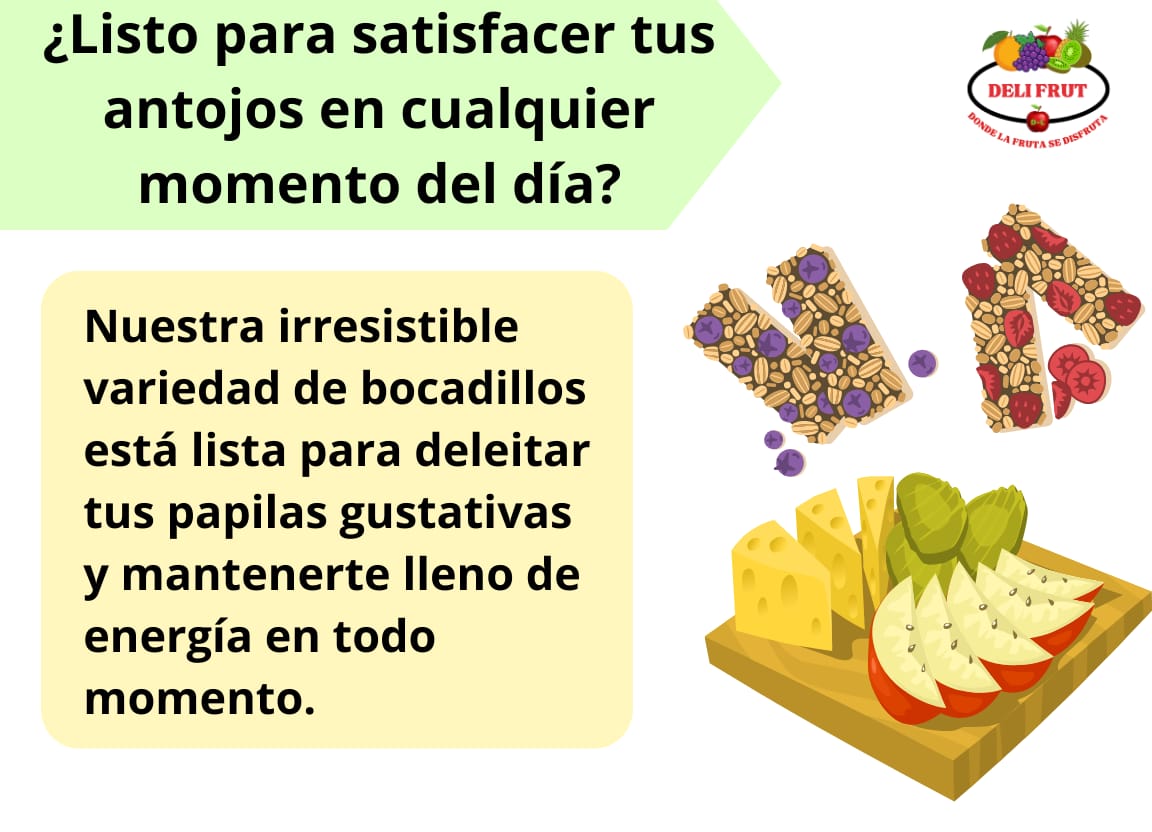 ¿Listo para satisfacer tus
antojos en cualquier
momento del día?
DELI FRUT
DONDE LA FRUTA SE DISFRUTA
Nuestra irresistible
variedad de bocadillos
está lista para deleitar
tus papilas gustativas
y mantenerte lleno de
energía en todo
momento.